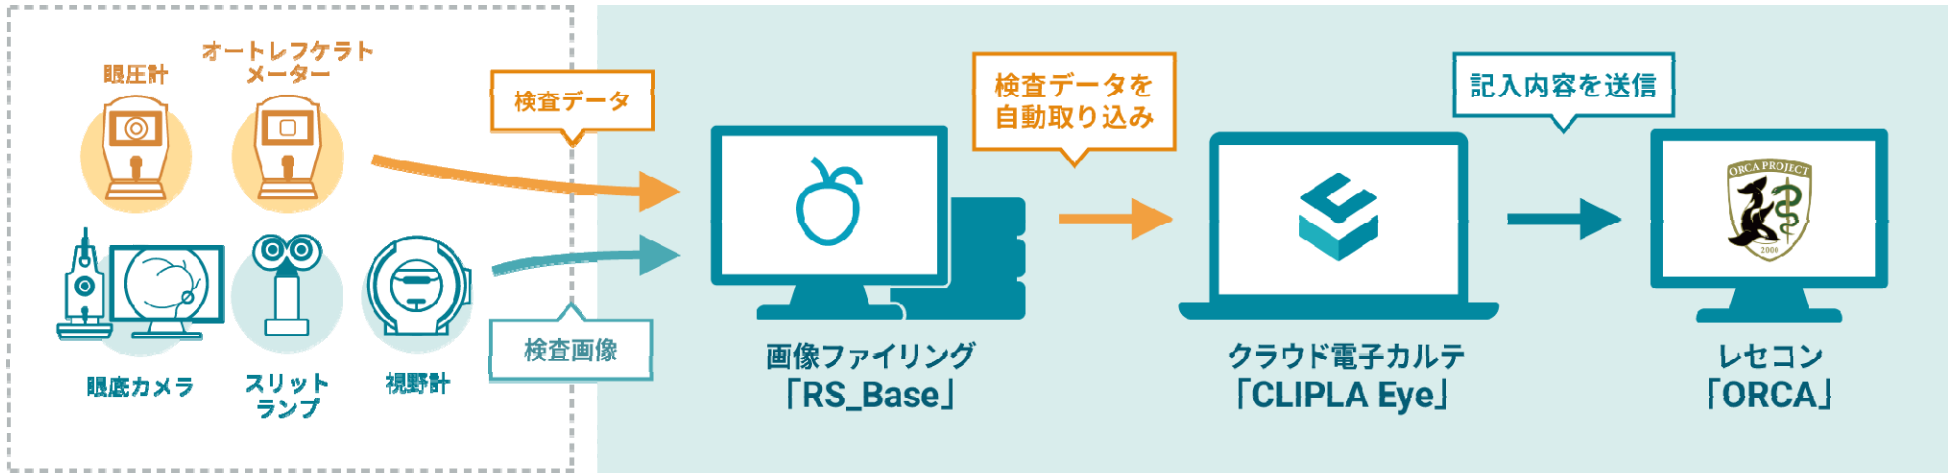 眼圧計
オートレフケラト
メーター
眼底カメラ
スリット
ランプ
視野計
検査データ
検査画像
画像ファイリング
「RS_Base」
検査データを
自動取り込み
クラウド電子カルテ
「CLIPLA Eye」
記入内容を送信
ORCA PROJECT
レセコン
「ORCA」